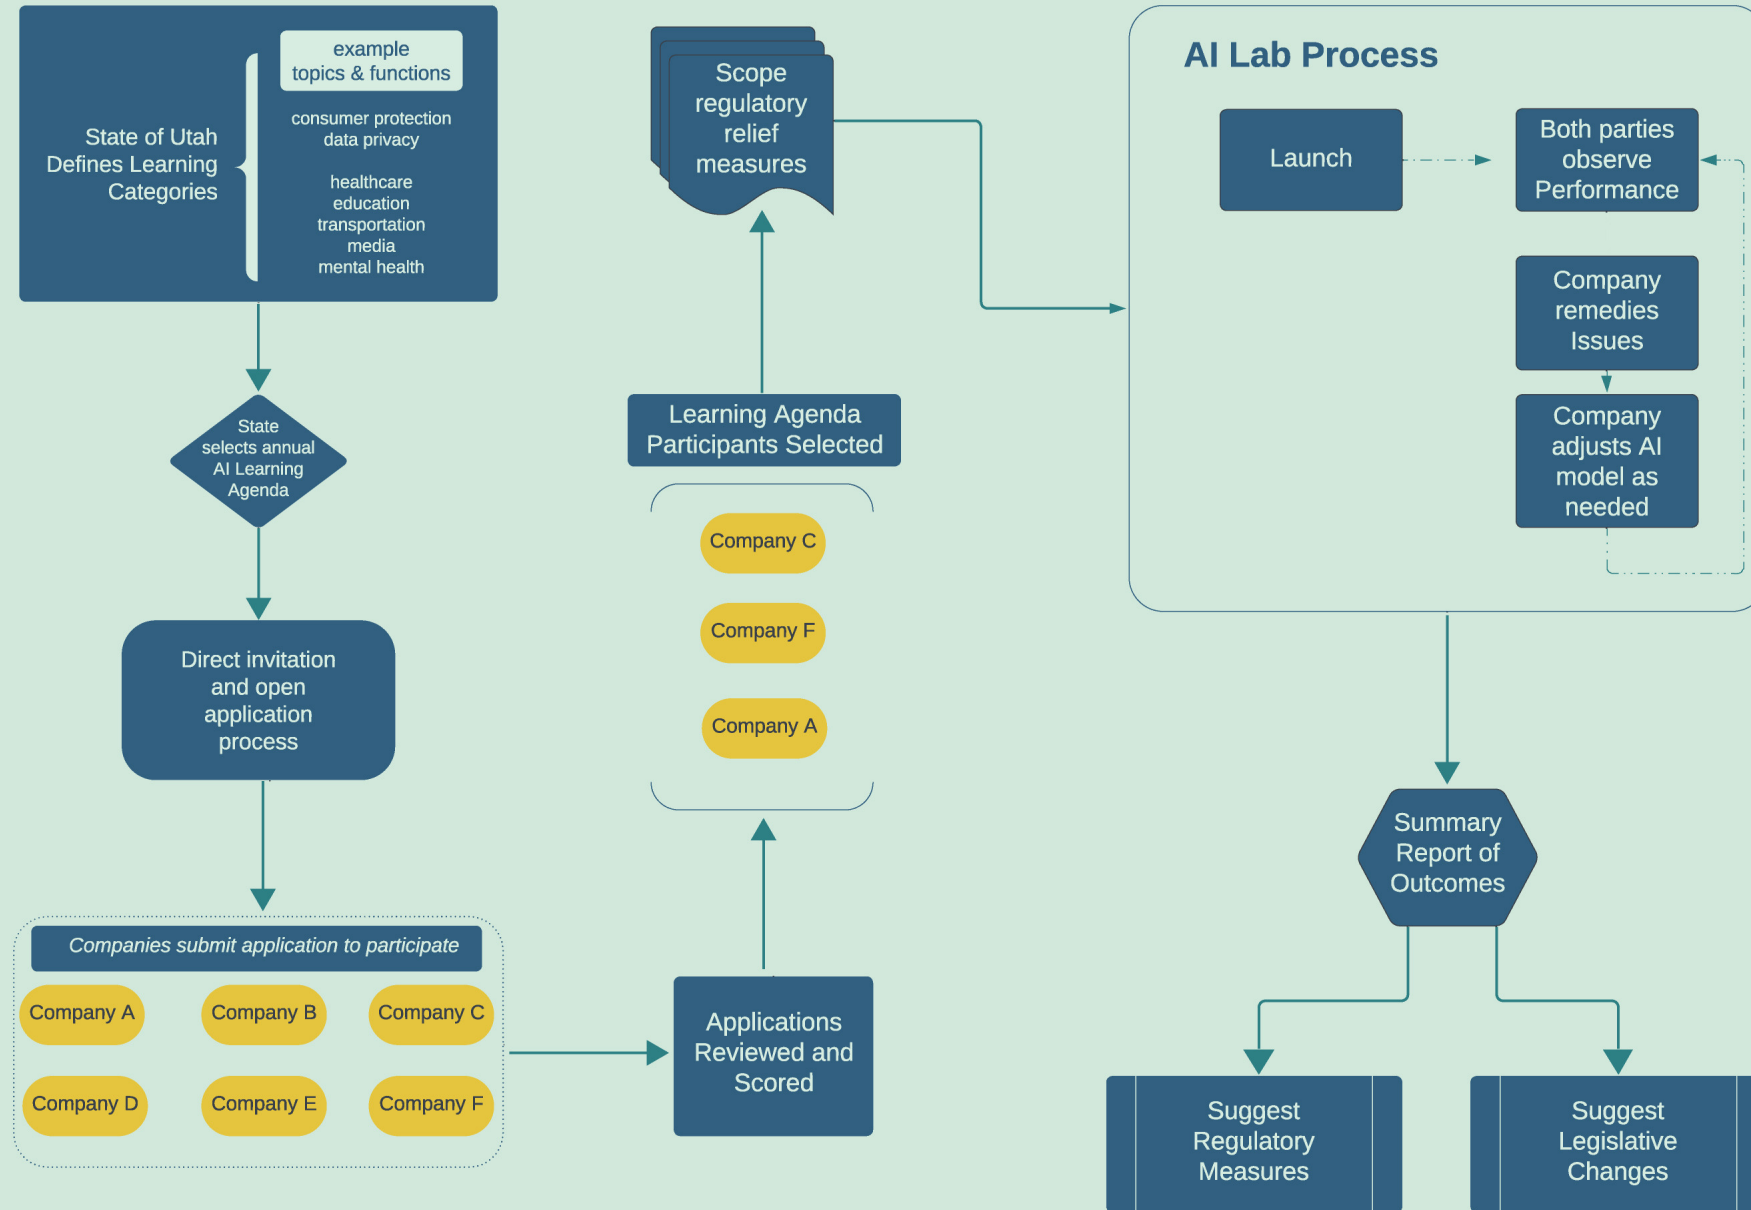 State of Utah
Defines Learning
Categories
example
topics & functions
consumer protection
data privacy
healthcare
education
transportation
media
mental health
State
selects annual
AI Learning
Agenda
Direct invitation
and open
application
process
Companies submit application to participate
Company A
Company B
Company C
Company D
Company E
Company F
Applications
Reviewed and
Scored
Company C
Company F
Company A
Learning Agenda
Participants Selected
Scope
regulatory
relief
measures
AI Lab Process
Launch
Both parties
observe
Performance
Company
remedies
Issues
Company
adjusts AI
model as
needed
Summary
Report of
Outcomes
Suggest
Regulatory
Measures
Suggest
Legislative
Changes